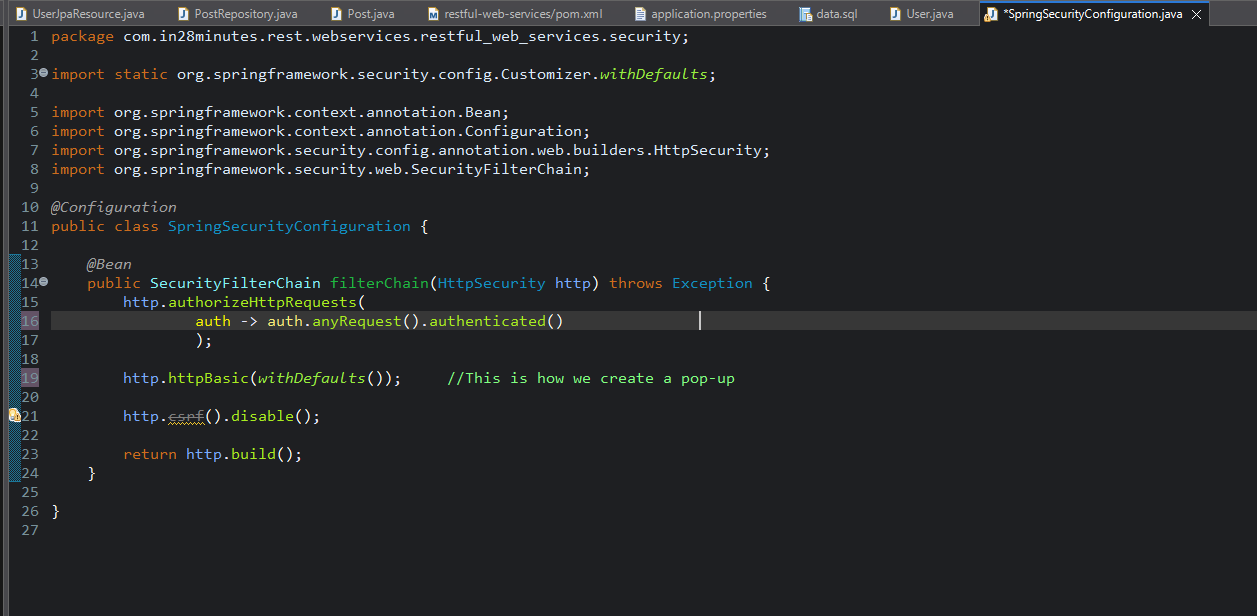 UserJpaResource.java PostRepository.java Post.java restful-web-services/pom.xml application.properties data.sql User.java *SpringSecurityConfiguration.java
1 package com.in28minutes.rest.webservices.restful_web_services.security;
2
3 import static org.springframework.security.config.Customizer.withDefaults;
4
5 import org.springframework.context.annotation.Bean;
6 import org.springframework.context.annotation.Configuration;
7 import org.springframework.security.config.annotation.web.builders.HttpSecurity;
8 import org.springframework.security.web.SecurityFilterChain;
9
10 @Configuration
11 public class SpringSecurityConfiguration {
12
13 @Bean
14 public SecurityFilterChain filterChain(HttpSecurity http) throws Exception {
15 http.authorizeHttpRequests(
16 auth -> auth.anyRequest().authenticated()
17 );
18
19 http.httpBasic(withDefaults()); //This is how we create a pop-up
20
21 http.csrf().disable();
22
23 return http.build();
24 }
25
26 }
27